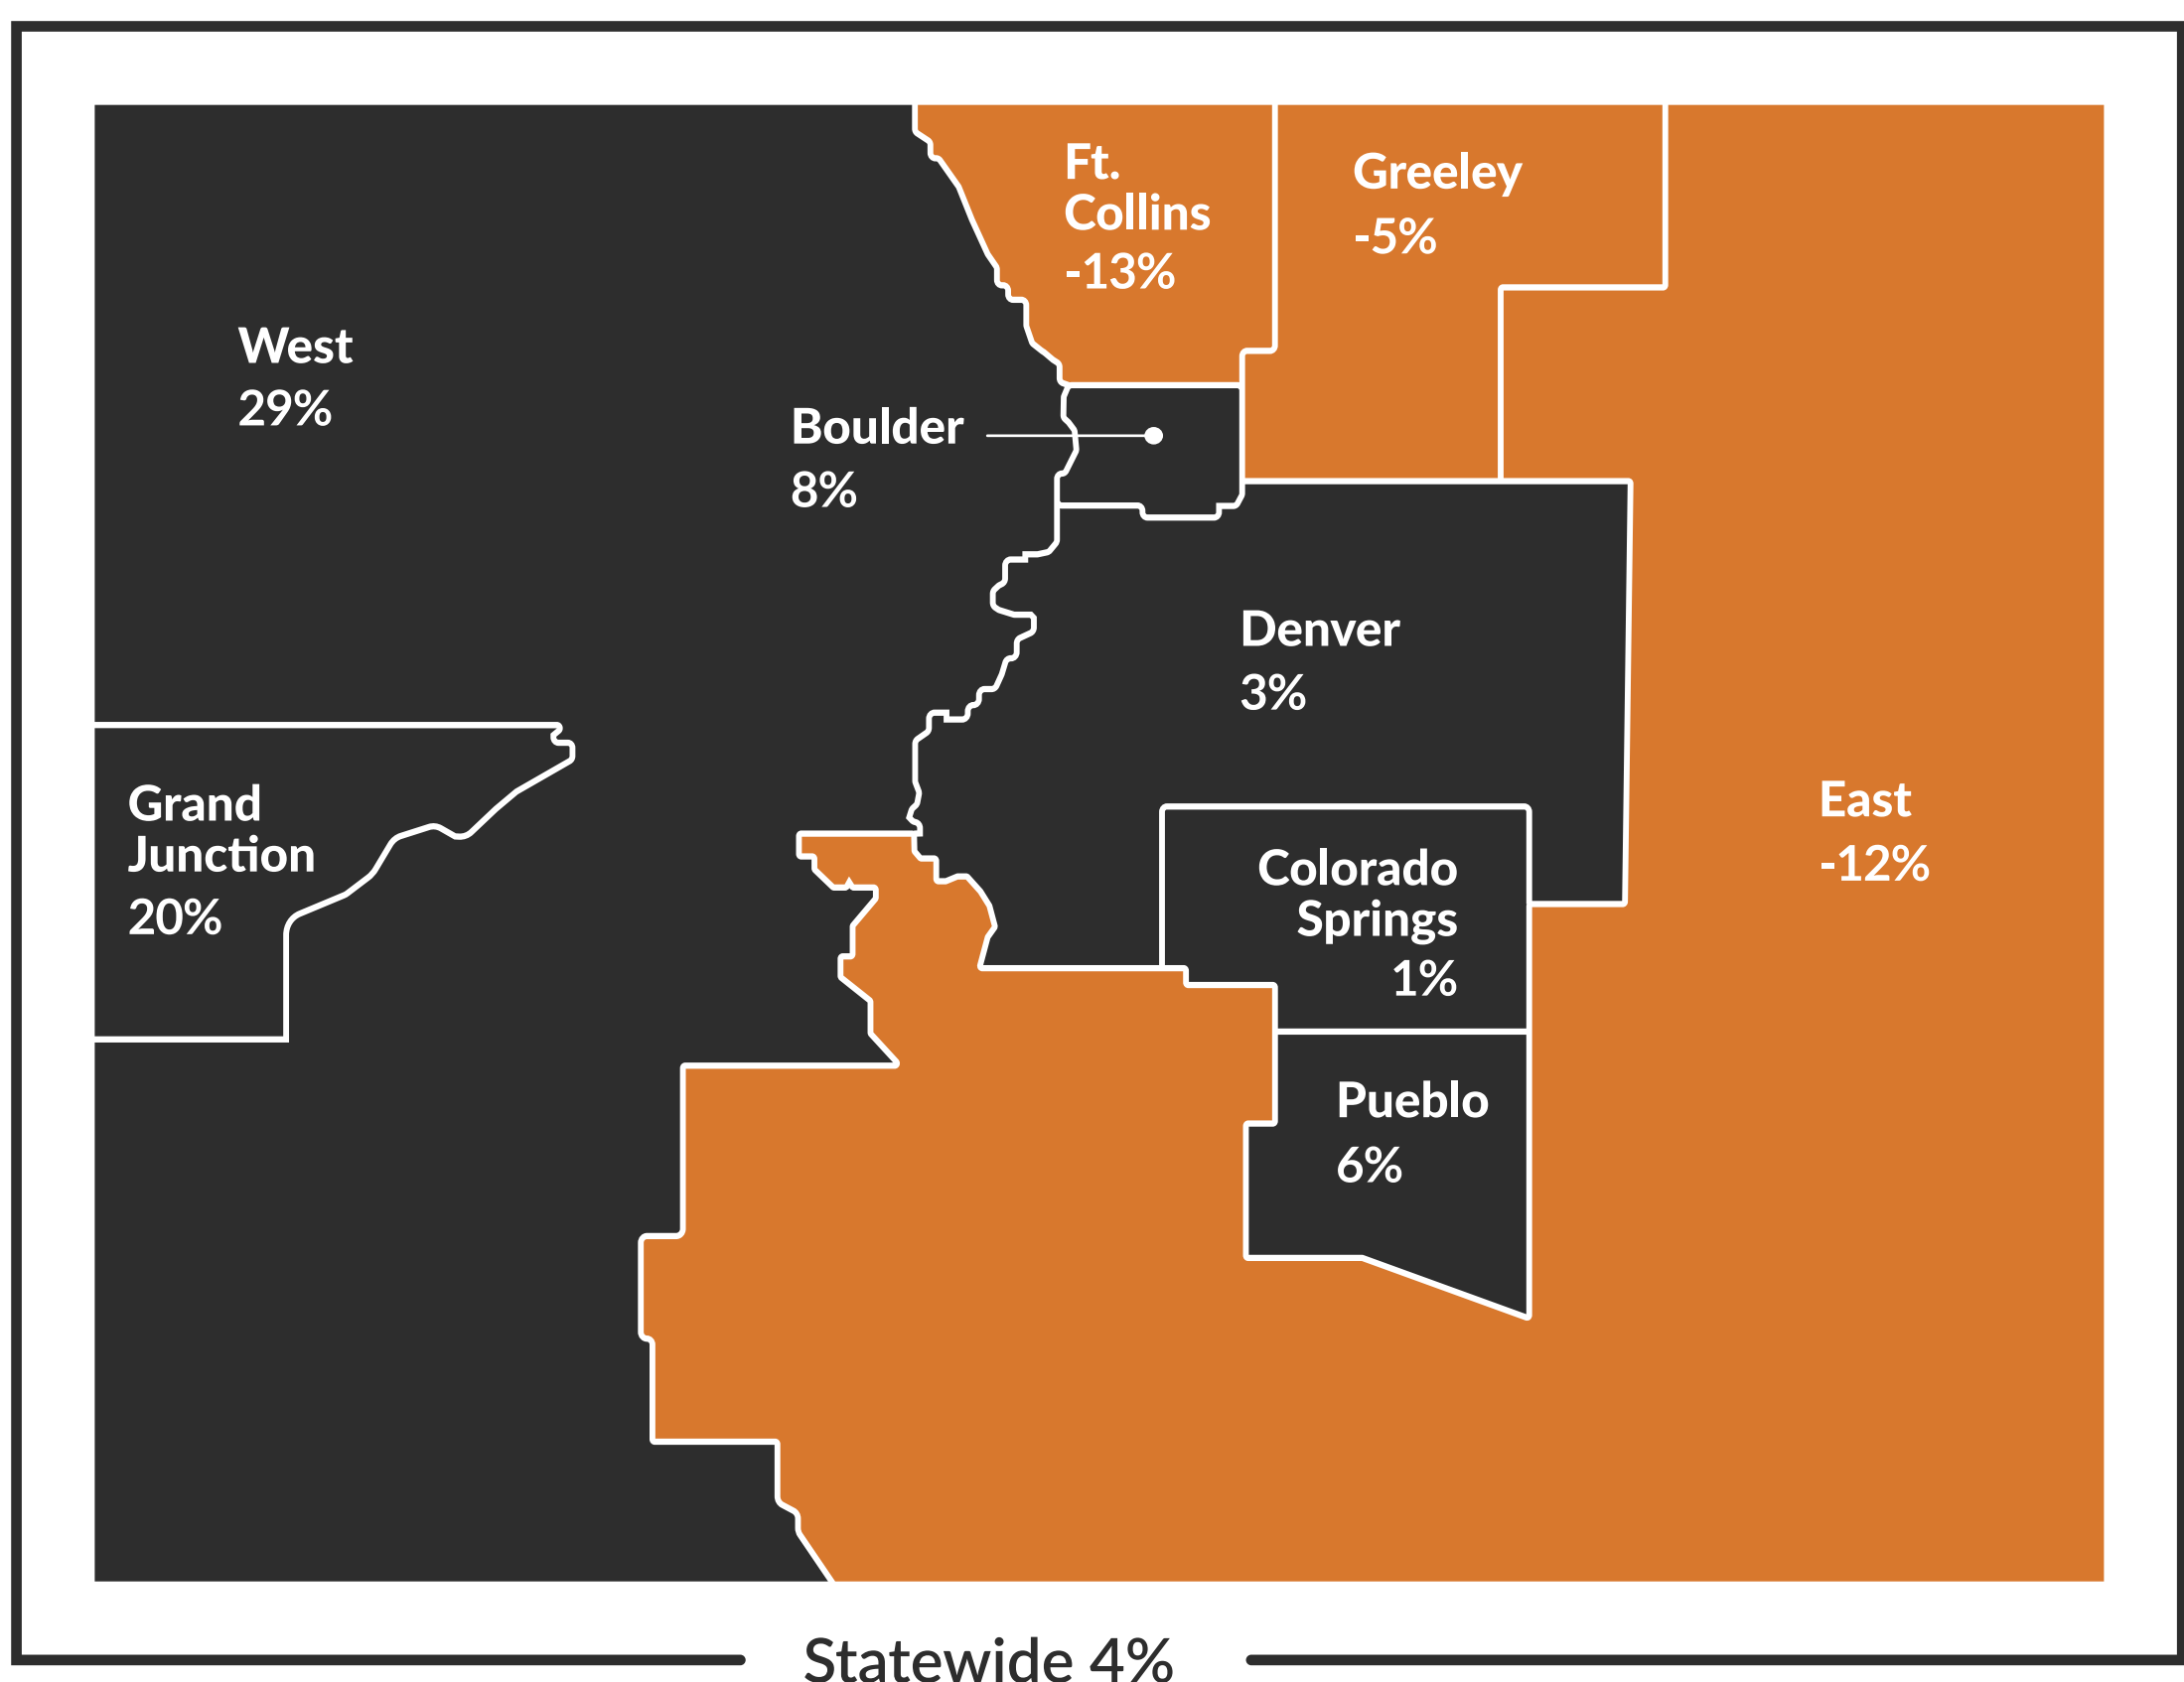 Ft.
Collins
-13%
Greeley
-5%
West
29%
Boulder
8%
Denver
3%
Grand
Junction
20%
East
-12%
Colorado
Springs
1%
Pueblo
6%
Statewide 4%